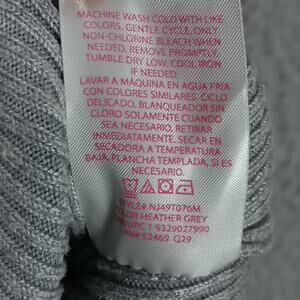 MACHINE WASH COLD WITH LIKE
COLORS, GENTLE CYCLE, ONLY
NON-CHLORINE BLEACH WHEN
NEEDED. REMOVE PROMPTLY.
TUMBLE DRY LOW. COOL IRON
IF NEEDED.
LAVAR A MÁQUINA EN AGUA FRÍA
CON COLORES SIMILARES. CICLO
DELICADO. BLANQUEADOR SIN
CLORO SOLAMENTE CUANDO
SEA NECESARIO. RETIRAR
INMEDIATAMENTE. SECAR EN
SECADORA A TEMPERATURA
BAJA. PLANCHA TEMPLADA, SI ES
NECESARIO.
STYLE# NJ49T076M
COLOR HEATHER GREY
9329027990
RN# 52469 Q29